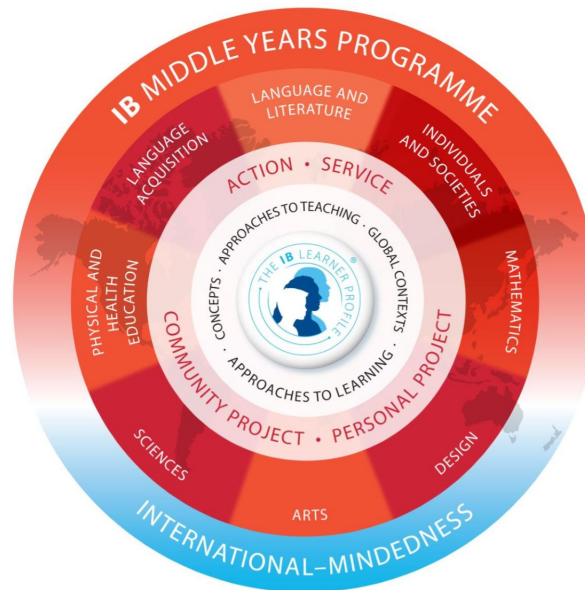 IB MIDDLE YEARS PROGRAMME
LANGUAGE AND
LITERATURE
INDIVIDUALS
AND SOCIETIES
MATHEMATICS
DESIGN
ARTS
SCIENCES
PHYSICAL AND
HEALTH
EDUCATION
LANGUAGE
ACQUISITION
ACTION • SERVICE
COMMUNITY PROJECT • PERSONAL PROJECT
APPROACHES TO TEACHING · GLOBAL CONTEXTS ·
APPROACHES TO LEARNING · CONCEPTS ·
THE IB LEARNER PROFILE
®
INTERNATIONAL–MINDEDNESS